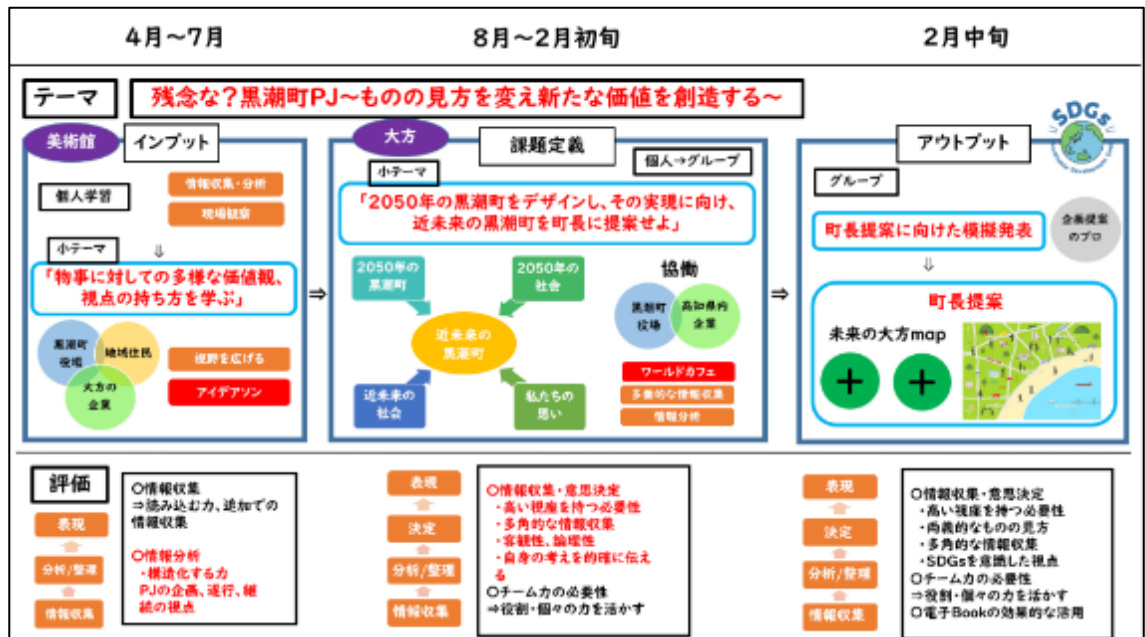 4月～7月
8月～2月初旬
2月中旬
テーマ
残念な?黒潮町PJ～ものの見方を変え新たな価値を創造する～
美術館
インプット
個人学習
情報収集・分析
現場観察
⇓
小テーマ
「物事に対しての多様な価値観、
視点の持ち方を学ぶ」
黒潮町
役場
地域住民
大方の
企業
視野を広げる
アイデアソン
⇒
大方
課題定義
個人→グループ
小テーマ
「2050年の黒潮町をデザインし、その実現に向け、
近未来の黒潮町を町長に提案せよ」
2050年の
黒潮町
2050年の
社会
近未来の
黒潮町
近未来の
社会
私たちの
思い
協働
黒潮町
役場
高知県内
企業
ワールドカフェ
多角的な情報収集
情報分析
⇒
アウトプット
SDGs
グループ
町長提案に向けた模擬発表
企画提案
のプロ
⇓
町長提案
未来の大方map
評価
表現
分析/整理
情報収集
〇情報収集
⇒読み込む力、追加での
情報収集
〇情報分析
・構造化する力
PJの企画、遂行、継
続の視点
表現
決定
分析/整理
情報収集
〇情報収集・意思決定
・高い視座を持つ必要性
・多角的な情報収集
・客観性、論理性
・自身の考えを的確に伝え
る
〇チーム力の必要性
⇒役割・個々の力を活かす
表現
決定
分析/整理
情報収集
〇情報収集・意思決定
・高い視座を持つ必要性
・両義的なものの見方
・多角的な情報収集
・SDGsを意識した視点
〇チーム力の必要性
⇒役割・個々の力を活かす
〇電子Bookの効果的な活用